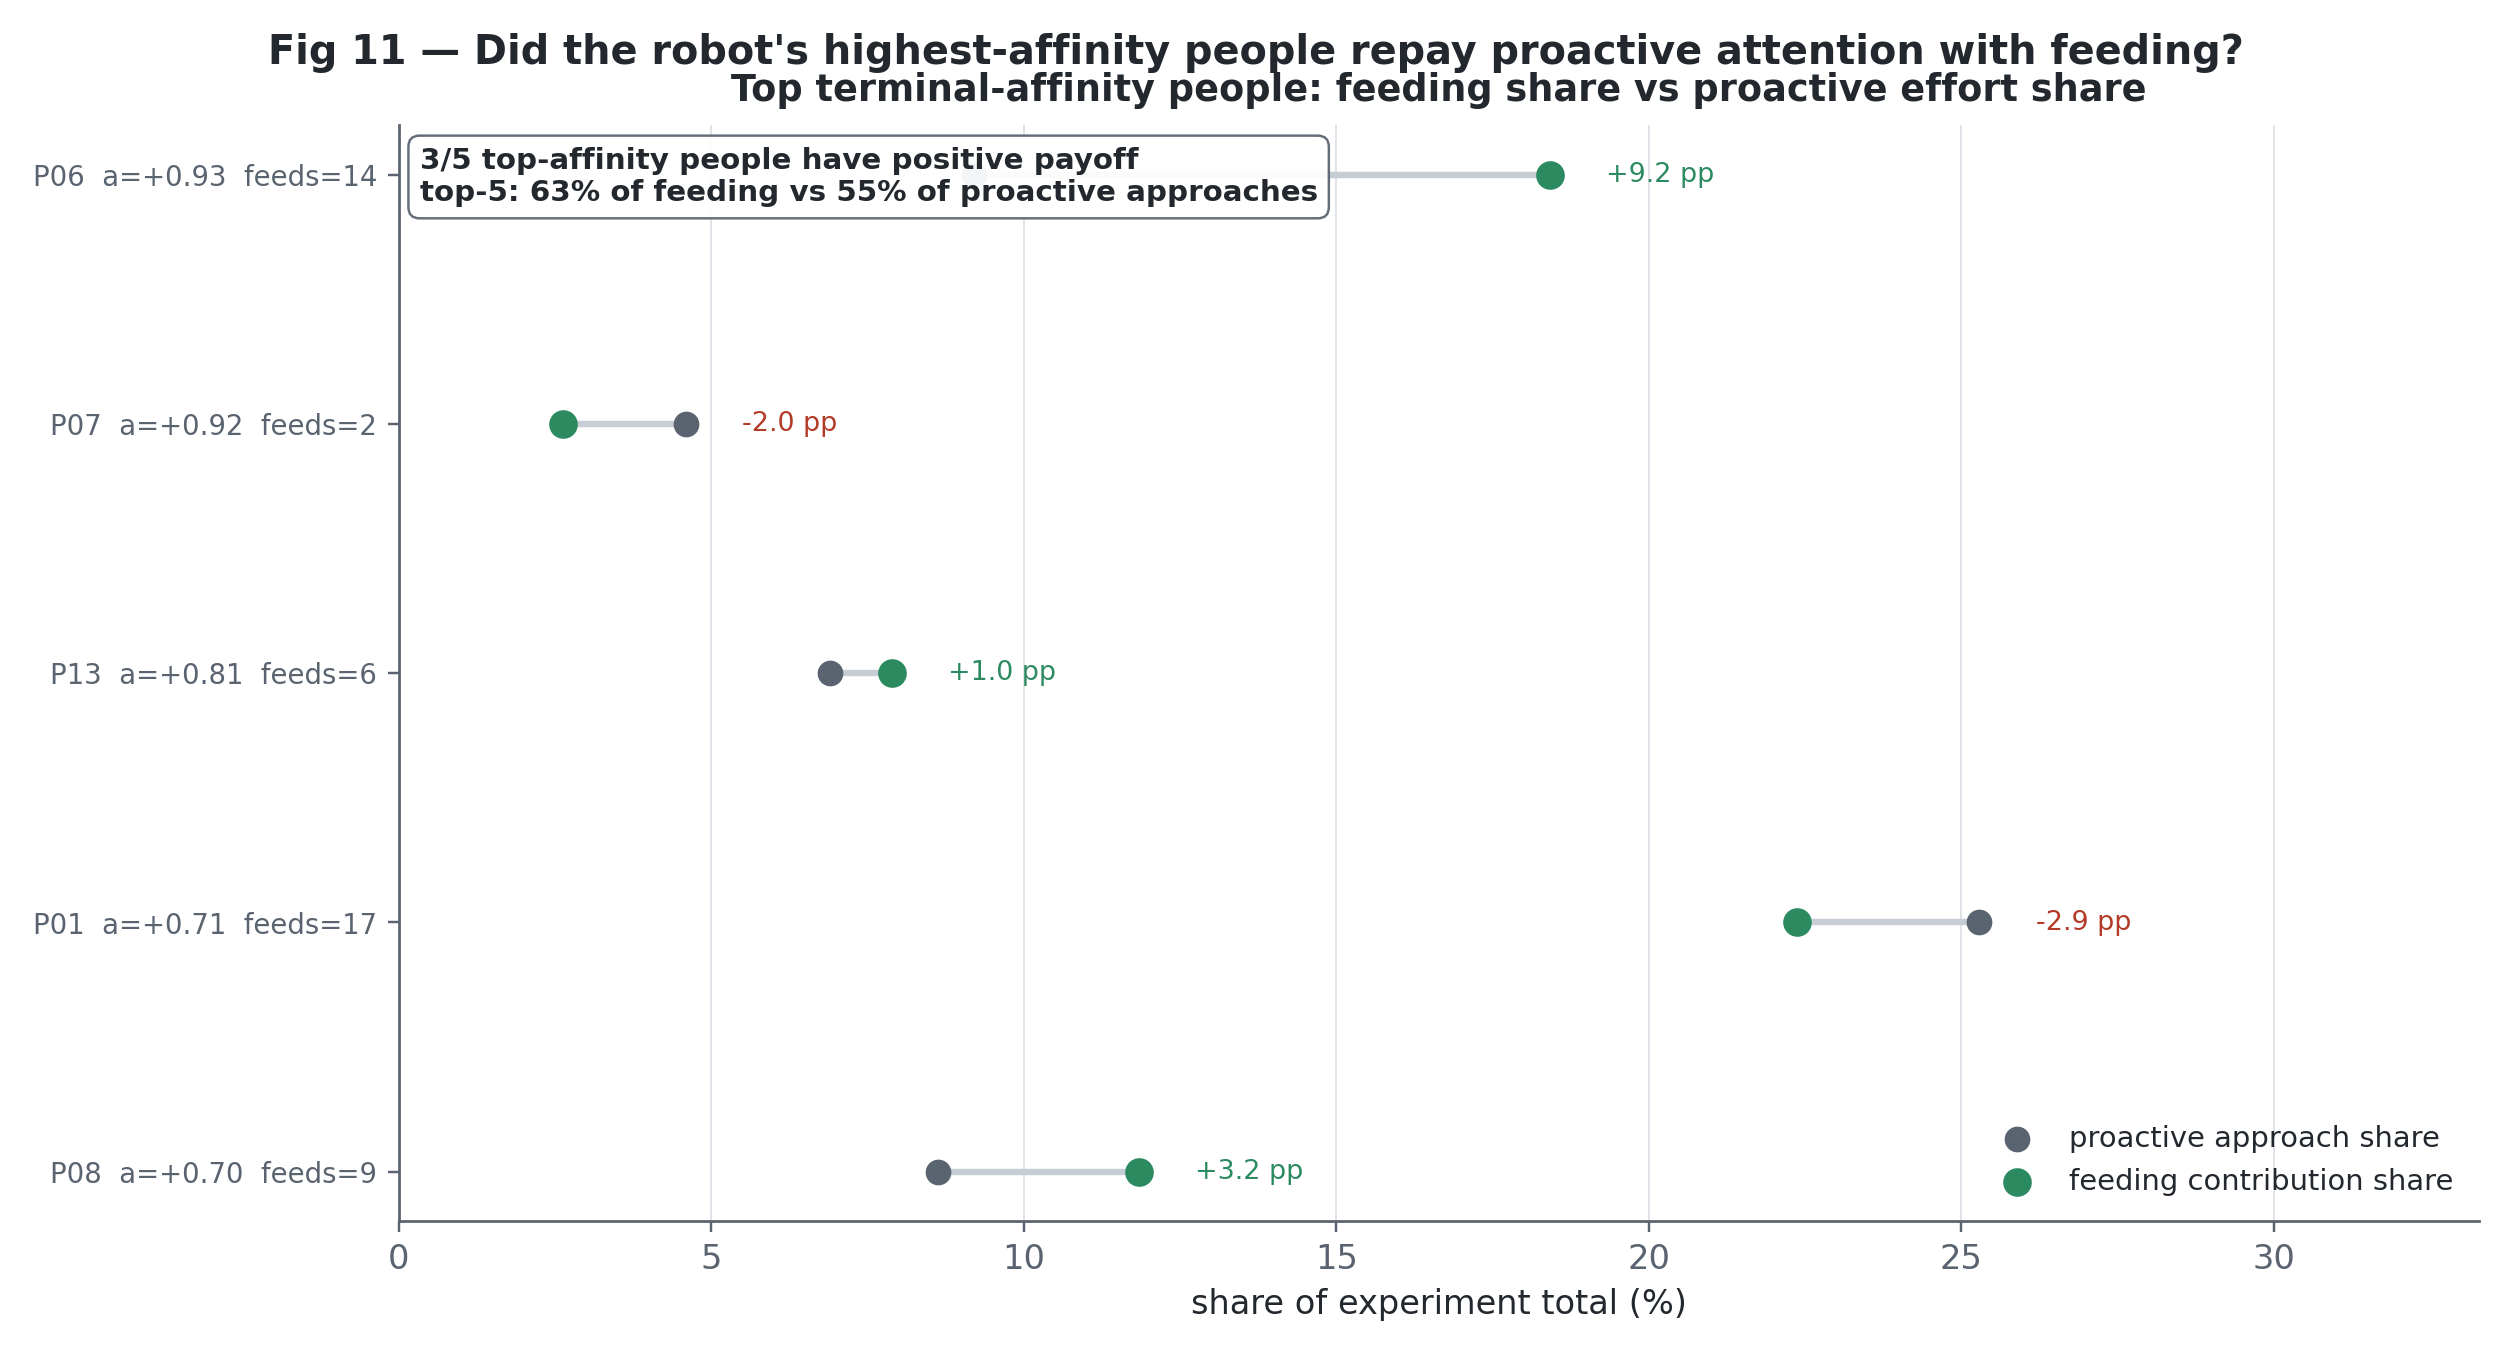 Fig 11 — Did the robot's highest-affinity people repay proactive attention with feeding?
Top terminal-affinity people: feeding share vs proactive effort share
3/5 top-affinity people have positive payoff
top-5: 63% of feeding vs 55% of proactive approaches
P06  a=+0.93  feeds=14
+9.2 pp
P07  a=+0.92  feeds=2
-2.0 pp
P13  a=+0.81  feeds=6
+1.0 pp
P01  a=+0.71  feeds=17
-2.9 pp
P08  a=+0.70  feeds=9
+3.2 pp
proactive approach share
feeding contribution share
0 5 10 15 20 25 30
share of experiment total (%)